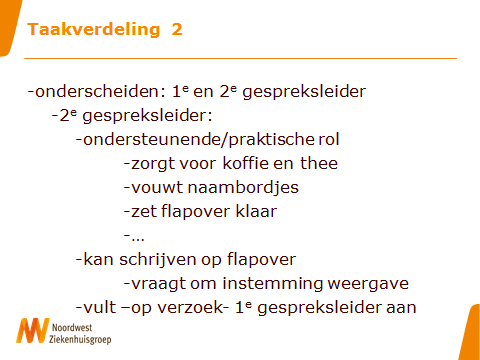 Taakverdeling 2
-onderscheiden: 1e en 2e gespreksleider
-2e gespreksleider:
-ondersteunende/praktische rol
-zorgt voor koffie en thee
-vouwt naambordjes
-zet flapover klaar
-…
-kan schrijven op flapover
-vraagt om instemming weergave
-vult –op verzoek- 1e gespreksleider aan
Noordwest
Ziekenhuisgroep